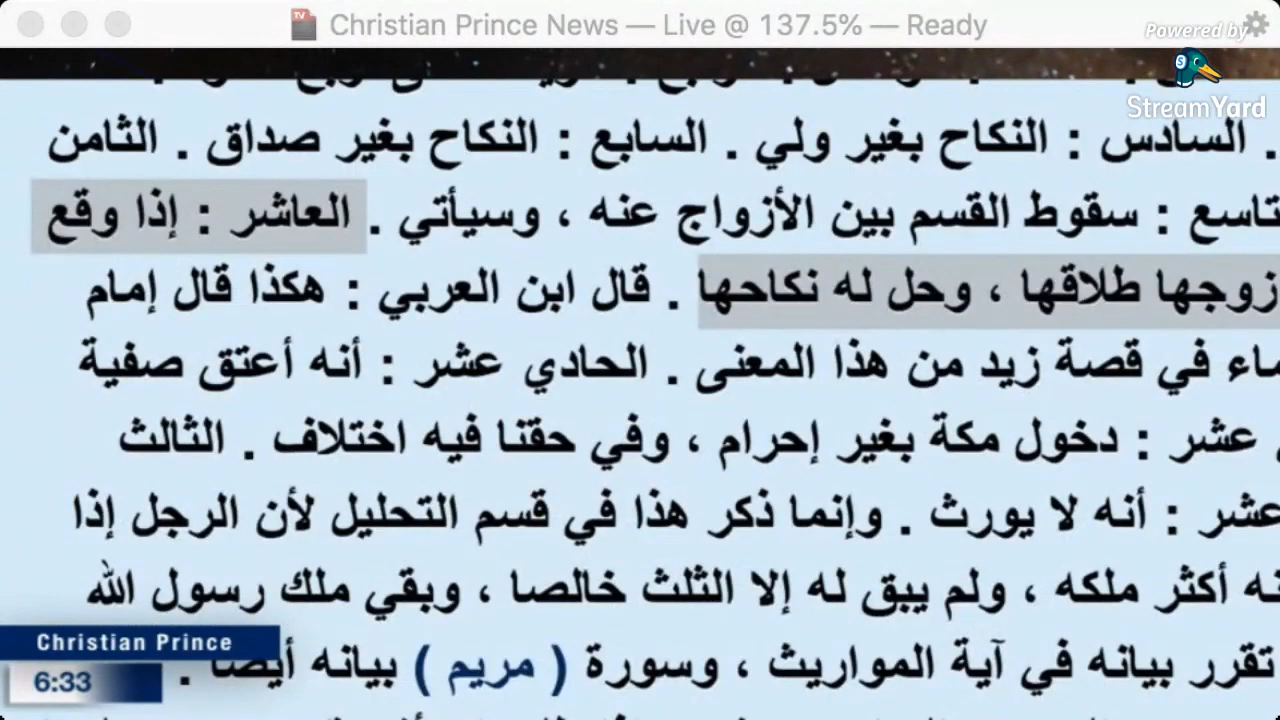 Christian Prince News — Live @ 137.5% — Ready
Powered by
StreamYard
. السادس : النكاح بغير ولي . السابع : النكاح بغير صداق . الثامن
تاسع : سقوط القسم بين الأزواج عنه ، وسيأتي . العاشر : إذا وقع
زوجها طلاقها ، وحل له نكاحها . قال ابن العربي : هكذا قال إمام
ماء في قصة زيد من هذا المعنى . الحادي عشر : أنه أعتق صفية
عشر : دخول مكة بغير إحرام ، وفي حقنا فيه اختلاف . الثالث
عشر : أنه لا يورث . وإنما ذكر هذا في قسم التحليل لأن الرجل إذا
نه أكثر ملكه ، ولم يبق له إلا الثلث خالصا ، وبقي ملك رسول الله
تقرر بيانه في آية المواريث ، وسورة ( مريم ) بيانه أيضا .
Christian Prince
6:33